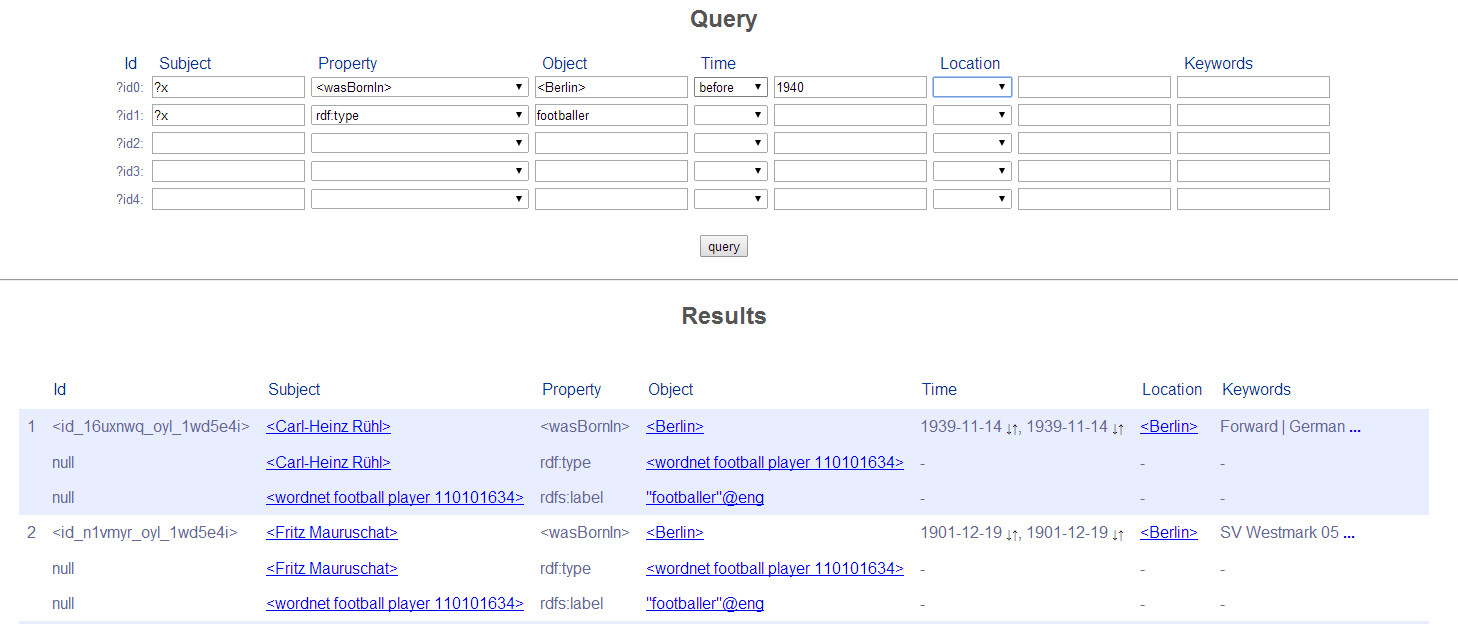 Query
Id Subject Property Object Time Location Keywords
?id0: ?x <wasBornIn> <Berlin> before 1940
?id1: ?x rdf:type footballer
?id2:
?id3:
?id4:
query
Results
Id Subject Property Object Time Location Keywords
1 <id_16uxnwq_oyl_1wd5e4i> <Carl-Heinz Rühl> <wasBornIn> <Berlin> 1939-11-14 ↓↑, 1939-11-14 ↓↑ <Berlin> Forward | German ...
null <Carl-Heinz Rühl> rdf:type <wordnet football player 110101634> - - -
null <wordnet football player 110101634> rdfs:label "footballer"@eng - - -
2 <id_n1vmyr_oyl_1wd5e4i> <Fritz Mauruschat> <wasBornIn> <Berlin> 1901-12-19 ↓↑, 1901-12-19 ↓↑ <Berlin> SV Westmark 05 ...
null <Fritz Mauruschat> rdf:type <wordnet football player 110101634> - - -
null <wordnet football player 110101634> rdfs:label "footballer"@eng - - -